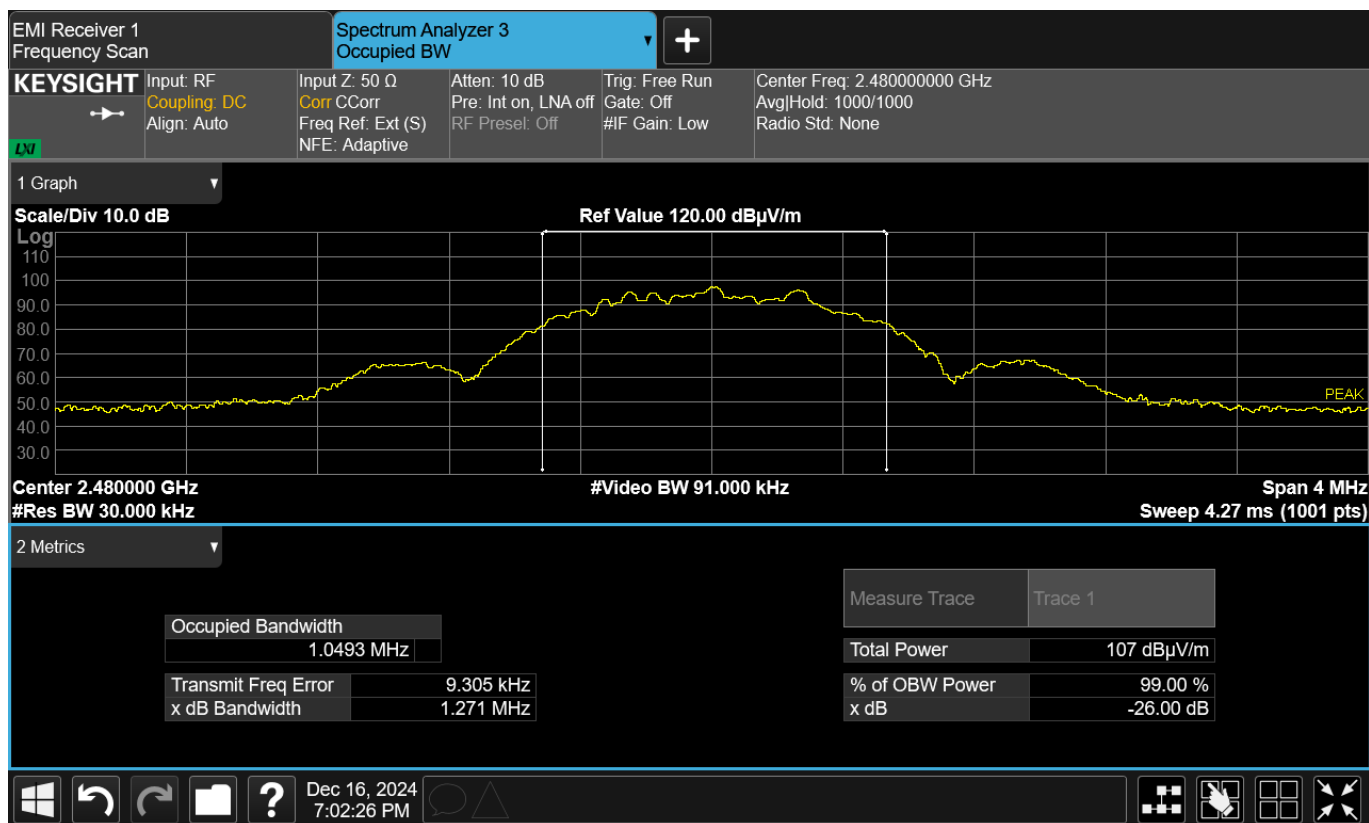 EMI Receiver 1
Frequency Scan
Spectrum Analyzer 3
Occupied BW
KEYSIGHT
LXI
Input: RF
Coupling: DC
Align: Auto
Input Z: 50 Ω
Corr CCorr
Freq Ref: Ext (S)
NFE: Adaptive
Atten: 10 dB
Pre: Int on, LNA off
RF Presel: Off
Trig: Free Run
Gate: Off
#IF Gain: Low
Center Freq: 2.480000000 GHz
Avg|Hold: 1000/1000
Radio Std: None
1 Graph
Scale/Div 10.0 dB
Ref Value 120.00 dBµV/m
Log
110
100
90.0
80.0
70.0
60.0
50.0
40.0
30.0
PEAK
Center 2.480000 GHz
#Video BW 91.000 kHz
Span 4 MHz
#Res BW 30.000 kHz
Sweep 4.27 ms (1001 pts)
2 Metrics
Measure Trace Trace 1
Occupied Bandwidth
1.0493 MHz
Total Power 107 dBµV/m
Transmit Freq Error 9.305 kHz
% of OBW Power 99.00 %
x dB Bandwidth 1.271 MHz
x dB -26.00 dB
?
Dec 16, 2024
7:02:26 PM